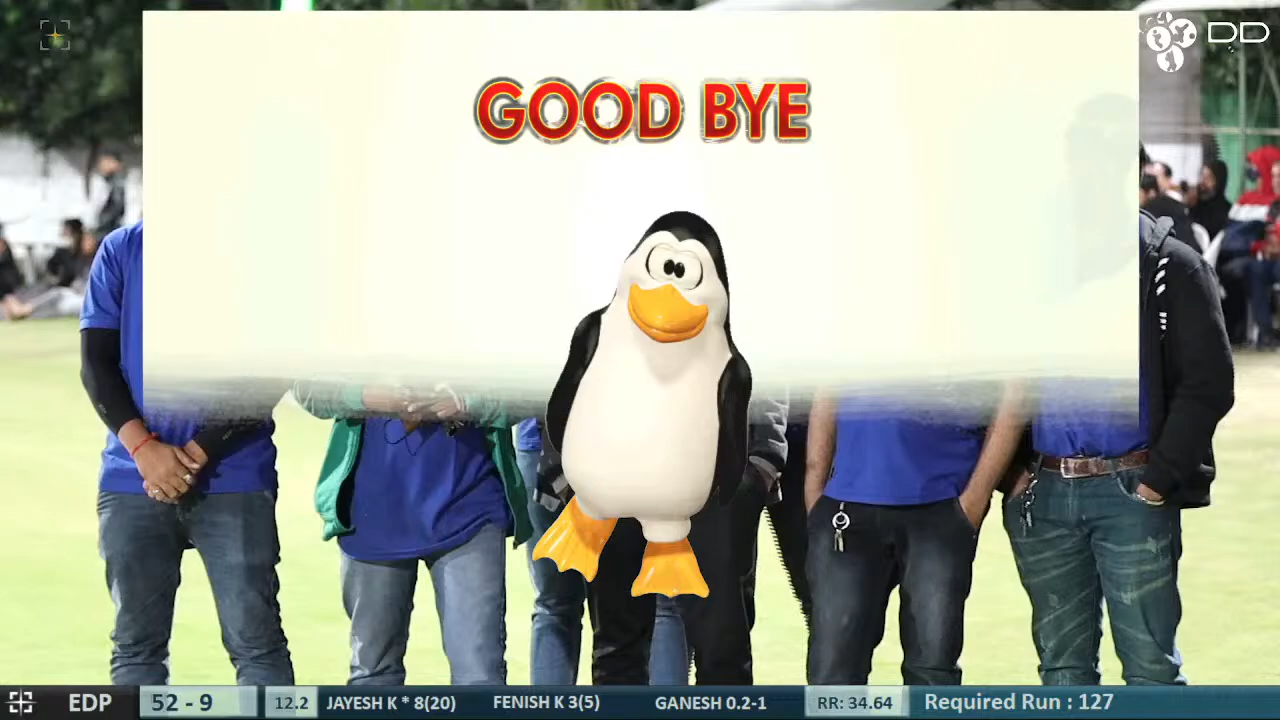 DD
GOOD BYE
EDP 52 - 9 12.2 JAYESH K * 8(20) FENISH K 3(5) GANESH 0.2-1 RR: 34.64 Required Run : 127